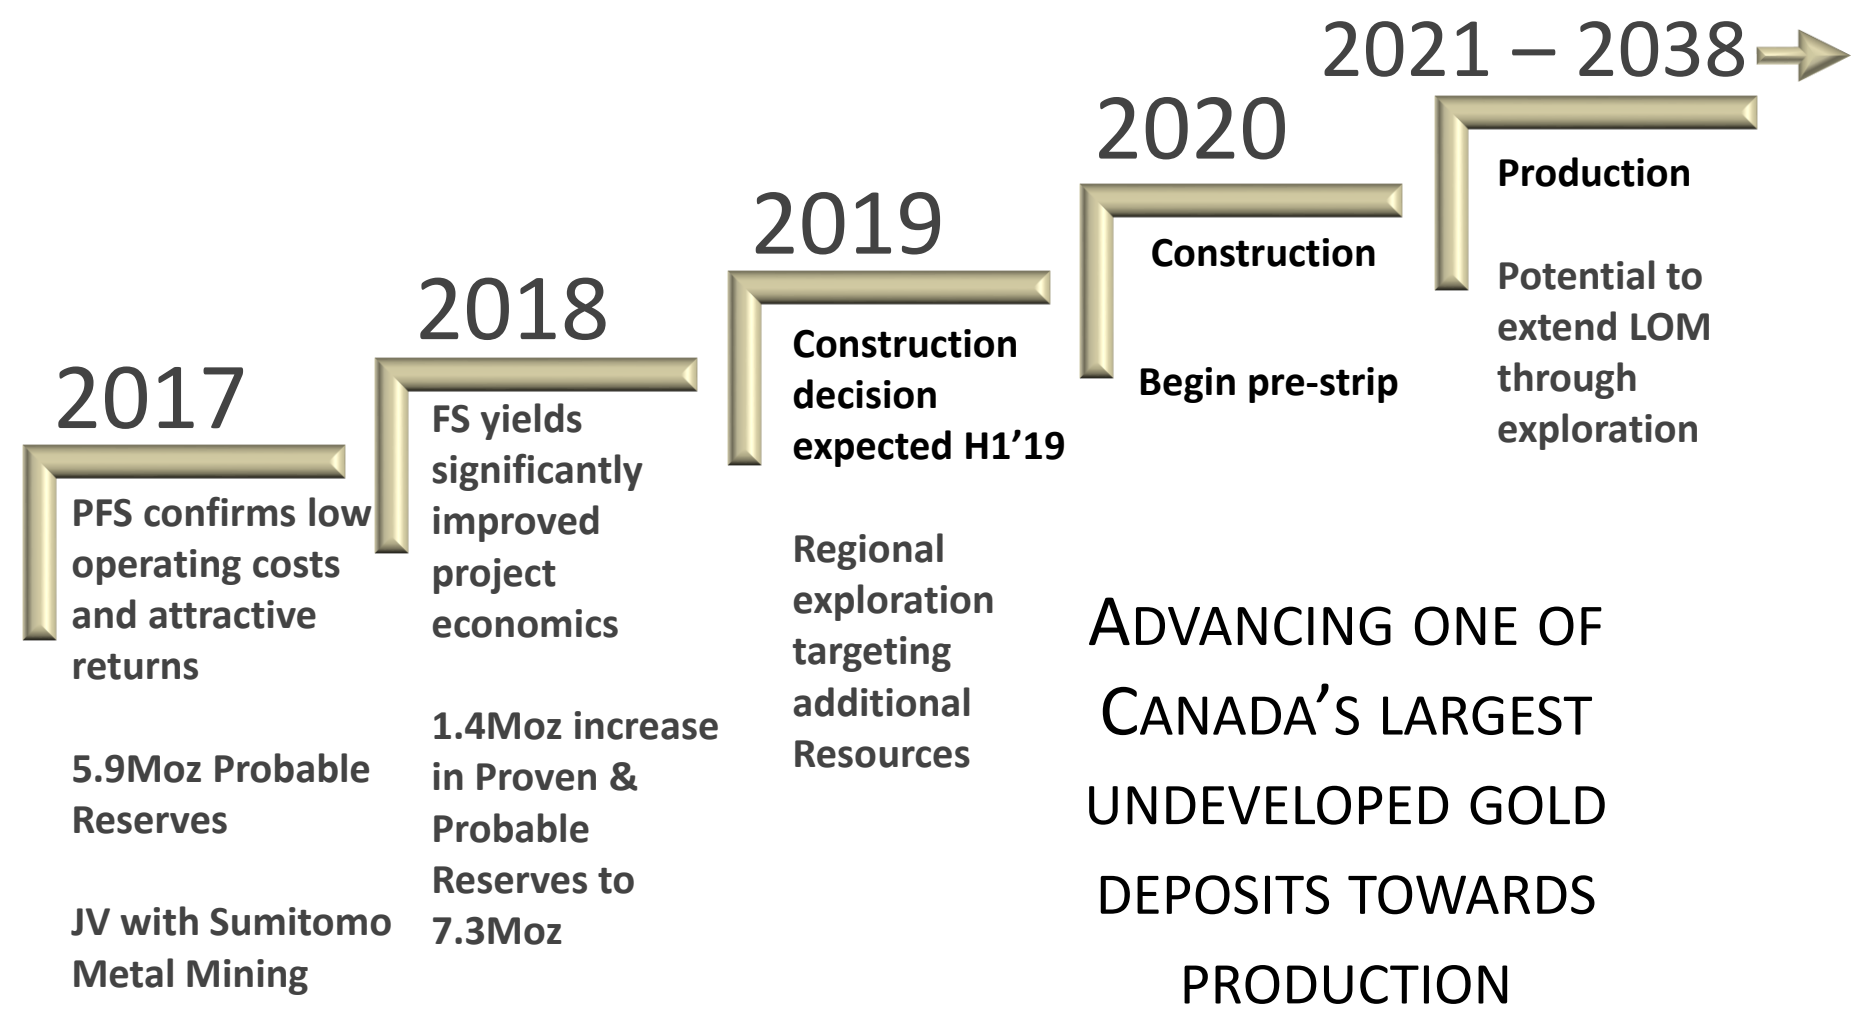 2017
PFS confirms low
operating costs
and attractive
returns
5.9Moz Probable
Reserves
JV with Sumitomo
Metal Mining
2018
FS yields
significantly
improved
project
economics
1.4Moz increase
in Proven &
Probable
Reserves to
7.3Moz
2019
Construction
decision
expected H1’19
Regional
exploration
targeting
additional
Resources
2020
Construction
Begin pre-strip
2021 – 2038
Production
Potential to
extend LOM
through
exploration
ADVANCING ONE OF
CANADA’S LARGEST
UNDEVELOPED GOLD
DEPOSITS TOWARDS
PRODUCTION